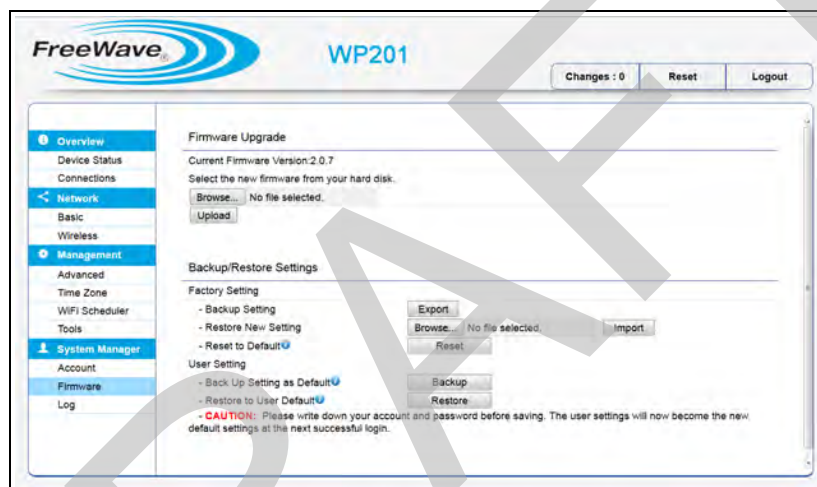 FreeWave®
WP201
Changes : 0 Reset Logout
Overview
Device Status
Connections
Network
Basic
Wireless
Management
Advanced
Time Zone
WiFi Scheduler
Tools
System Manager
Account
Firmware
Log
Firmware Upgrade
Current Firmware Version:2.0.7
Select the new firmware from your hard disk.
Browse... No file selected.
Upload
Backup/Restore Settings
Factory Setting
- Backup Setting Export
- Restore New Setting Browse... No file selected. Import
- Reset to Default Reset
User Setting
- Back Up Setting as Default Backup
- Restore to User Default Restore
- CAUTION: Please write down your account and password before saving. The user settings will now become the new
default settings at the next successful login.